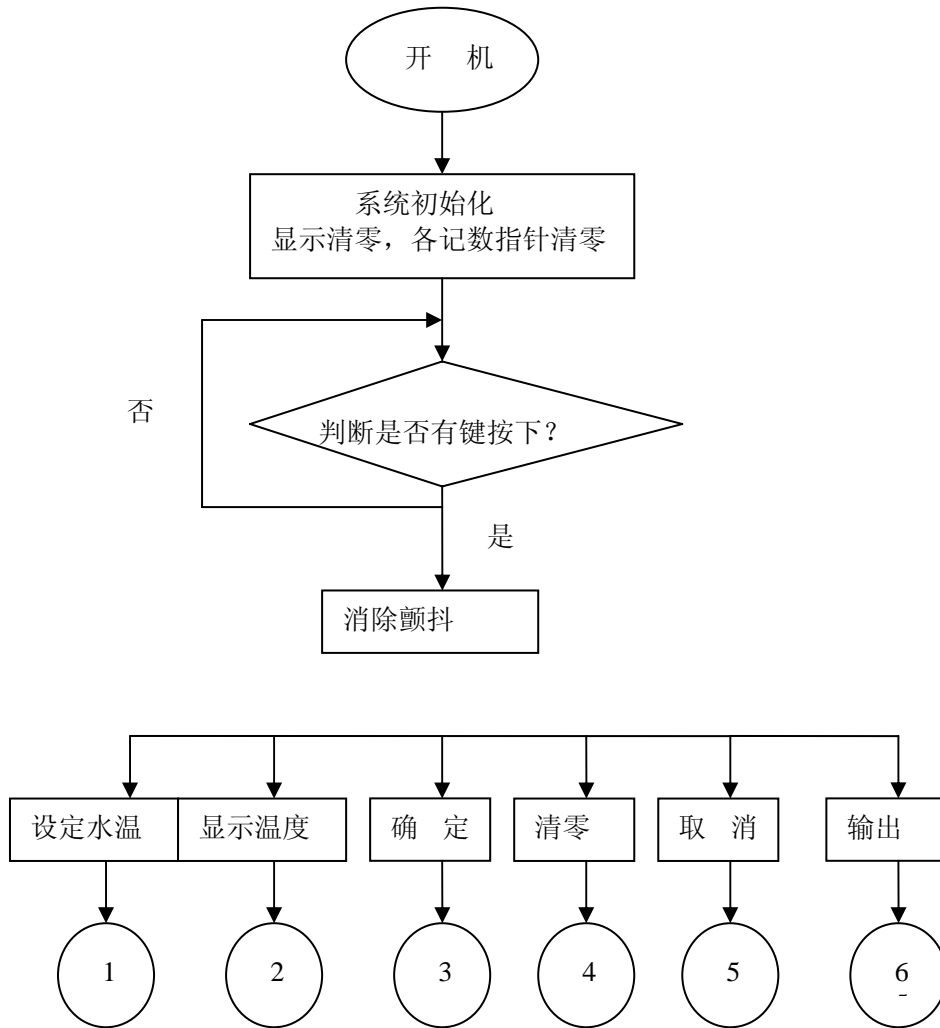 开 机
系统初始化
显示清零，各记数指针清零
否
判断是否有键按下？
是
消除颤抖
设定水温
显示温度
确 定
清零
取 消
输出
1
2
3
4
5
6